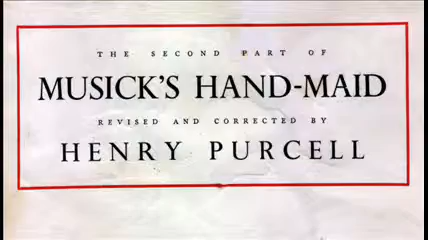 THE SECOND PART OF
MUSICK'S HAND-MAID
REVISED AND CORRECTED BY
HENRY PURCELL